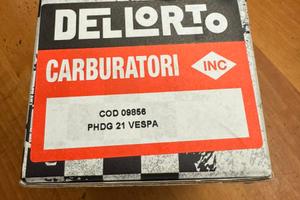 DELLORTO
CARBURATORI
INC
COD 09856
PHDG 21 VESPA